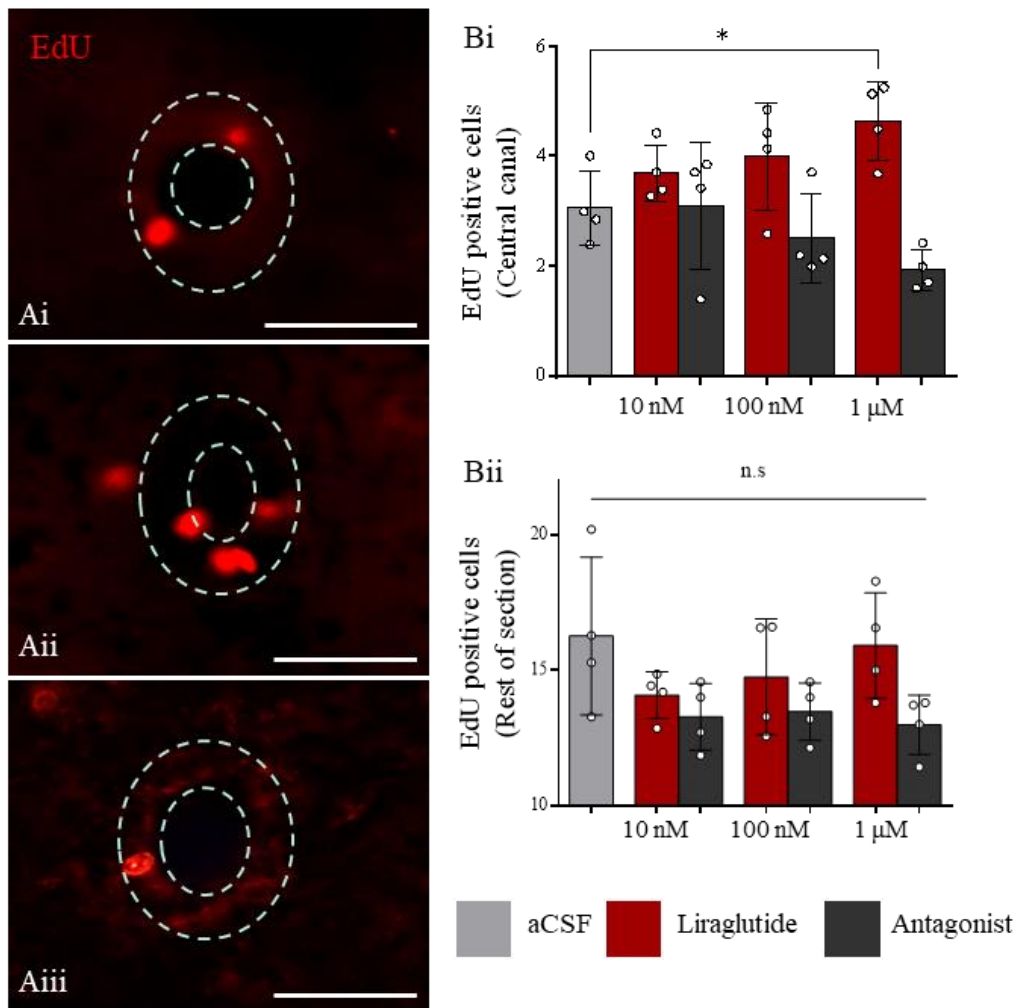 EdU
Ai
Aii
Aiii
Bi
6
4
2
0
EdU positive cells
(Central canal)
*
10 nM
100 nM
1 μM
Bii
20
15
10
EdU positive cells
(Rest of section)
n.s
10 nM
100 nM
1 μM
aCSF
Liraglutide
Antagonist